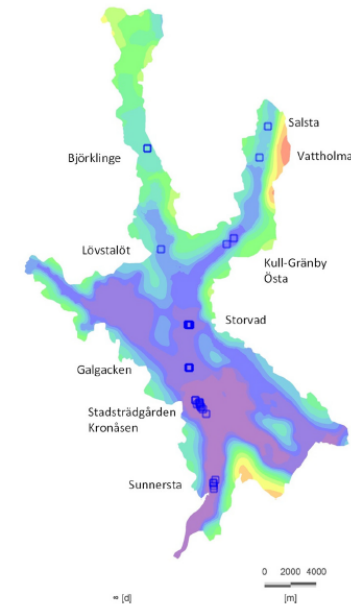 Salsta
Björklinge
Vattholma
Lövstalöt
Kull-Gränby
Östa
Storvad
Galgacken
Stadsträdgården
Kronåsen
Sunnersta
0 2000 4000
∞ [d]
[m]